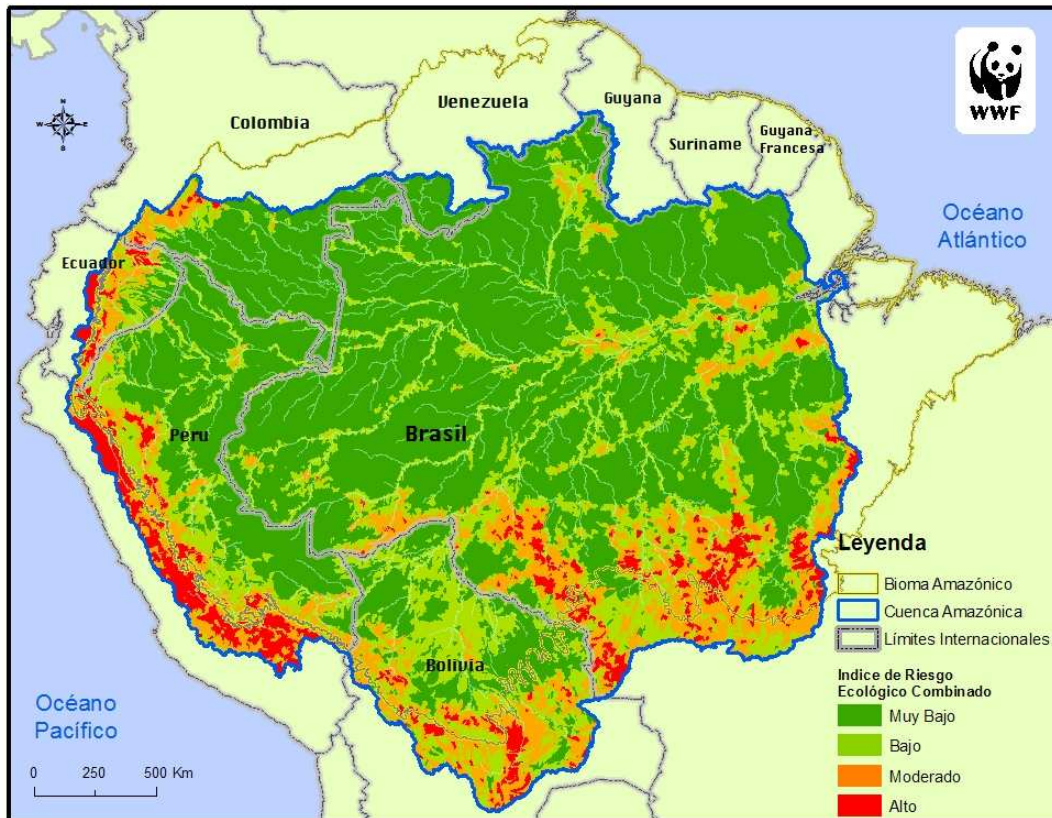 N
W E
S
WWF
Venezuela
Guyana
Colombia
Suriname
Guyana
Francesa
Océano
Atlántico
Ecuador
Peru
Brasil
Bolivia
Océano
Pacífico
0 250 500 Km
Leyenda
Bioma Amazónico
Cuenca Amazónica
Límites Internacionales
Indice de Riesgo
Ecológico Combinado
Muy Bajo
Bajo
Moderado
Alto